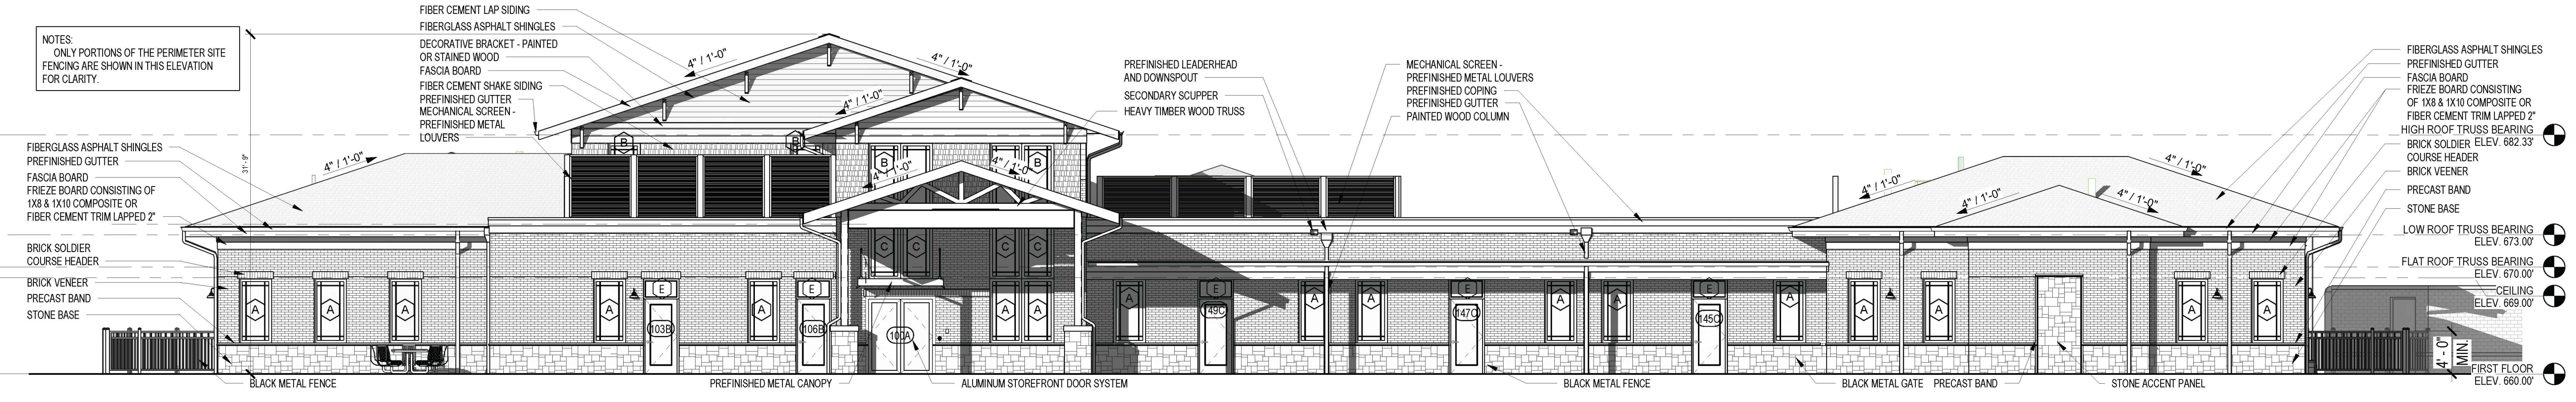 NOTES:
ONLY PORTIONS OF THE PERIMETER SITE
FENCING ARE SHOWN IN THIS ELEVATION
FOR CLARITY.
31' - 9"
FIBER CEMENT LAP SIDING
FIBERGLASS ASPHALT SHINGLES
DECORATIVE BRACKET - PAINTED
OR STAINED WOOD
FASCIA BOARD
FIBER CEMENT SHAKE SIDING
PREFINISHED GUTTER
MECHANICAL SCREEN -
PREFINISHED METAL
LOUVERS
FIBERGLASS ASPHALT SHINGLES
PREFINISHED GUTTER
FASCIA BOARD
FRIEZE BOARD CONSISTING OF
1X8 & 1X10 COMPOSITE OR
FIBER CEMENT TRIM LAPPED 2"
BRICK SOLDIER
COURSE HEADER
BRICK VENEER
PRECAST BAND
STONE BASE
4" / 1'-0"
4" / 1'-0"
4" / 1'-0"
4" / 1'-0"
4" / 1'-0"
4" / 1'-0"
PREFINISHED LEADERHEAD
AND DOWNSPOUT
SECONDARY SCUPPER
HEAVY TIMBER WOOD TRUSS
MECHANICAL SCREEN -
PREFINISHED METAL LOUVERS
PREFINISHED COPING
PREFINISHED GUTTER
PAINTED WOOD COLUMN
4" / 1'-0"
4" / 1'-0"
4" / 1'-0"
4" / 1'-0"
FIBERGLASS ASPHALT SHINGLES
PREFINISHED GUTTER
FASCIA BOARD
FRIEZE BOARD CONSISTING
OF 1X8 & 1X10 COMPOSITE OR
FIBER CEMENT TRIM LAPPED 2"
HIGH ROOF TRUSS BEARING
ELEV. 682.33'
BRICK SOLDIER
COURSE HEADER
BRICK VEENER
PRECAST BAND
STONE BASE
LOW ROOF TRUSS BEARING
ELEV. 673.00'
FLAT ROOF TRUSS BEARING
ELEV. 670.00'
CEILING
ELEV. 669.00'
4' - 0"
MIN.
FIRST FLOOR
ELEV. 660.00'
B B B B B
C C C C
A A A A E A E A A A E A A E A A E A A A A A
103B 106B 100A 149C 147C 145C
BLACK METAL FENCE
PREFINISHED METAL CANOPY
ALUMINUM STOREFRONT DOOR SYSTEM
BLACK METAL FENCE
BLACK METAL GATE
PRECAST BAND
STONE ACCENT PANEL